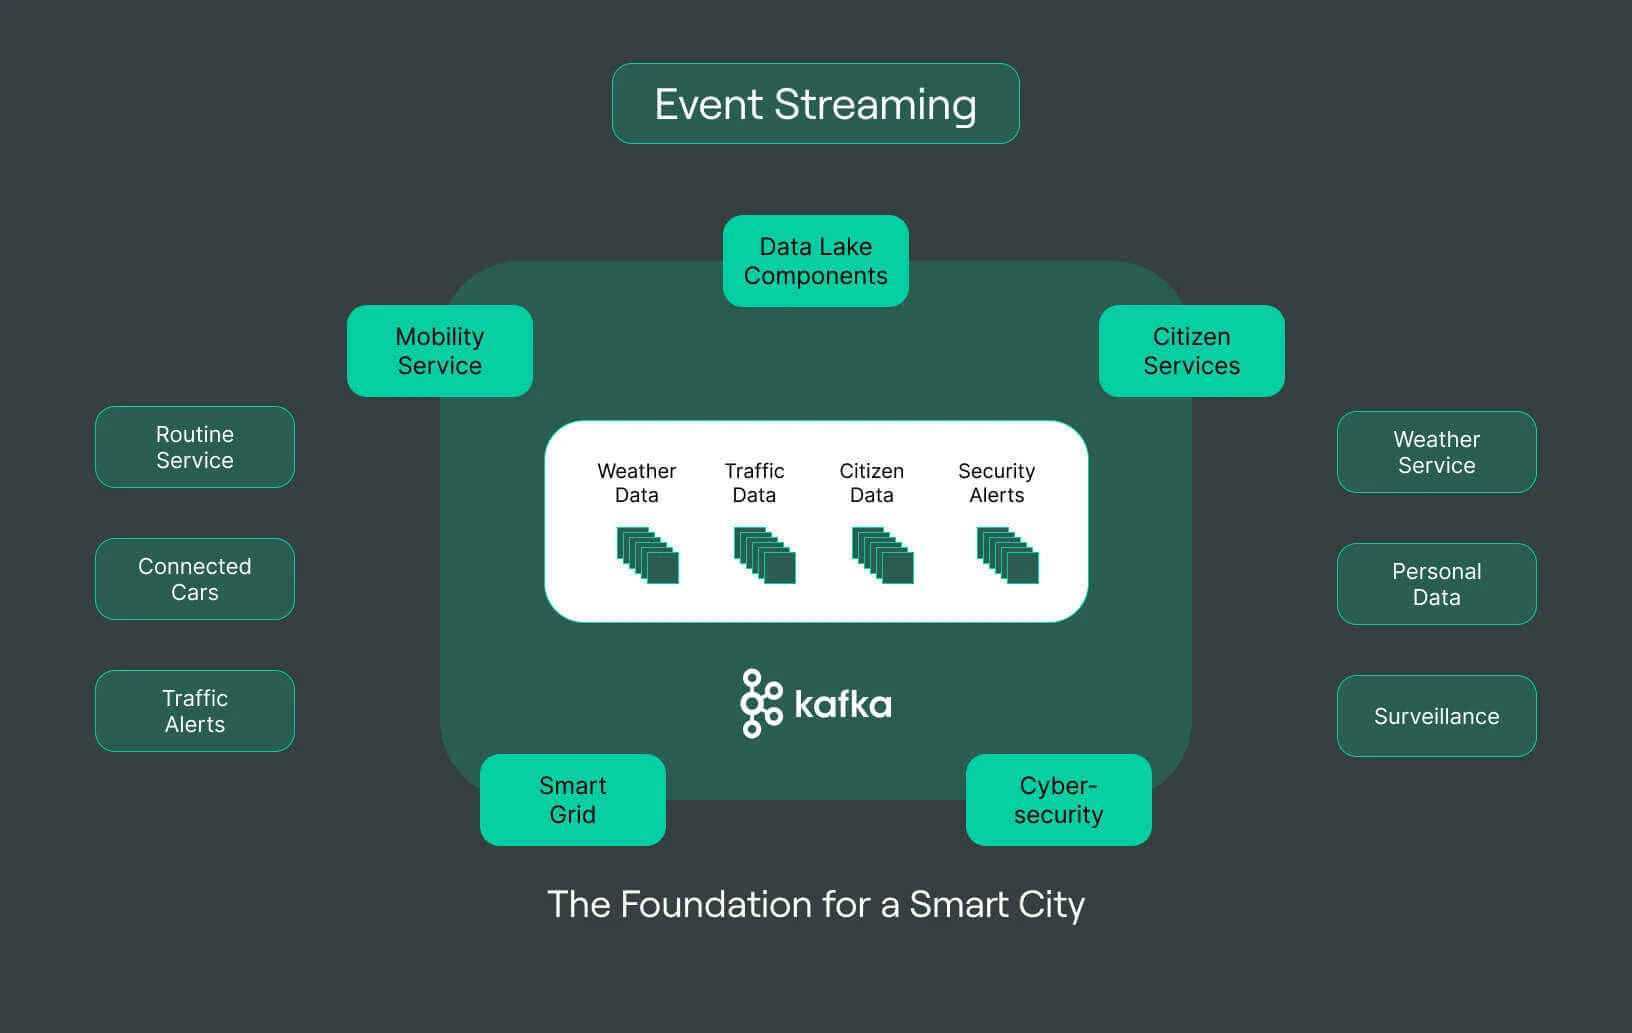 Event Streaming
Data Lake
Components
Mobility
Service
Citizen
Services
Routine
Service
Connected
Cars
Traffic
Alerts
Weather
Data
Traffic
Data
Citizen
Data
Security
Alerts
kafka
Weather
Service
Personal
Data
Surveillance
Smart
Grid
Cyber-
security
The Foundation for a Smart City